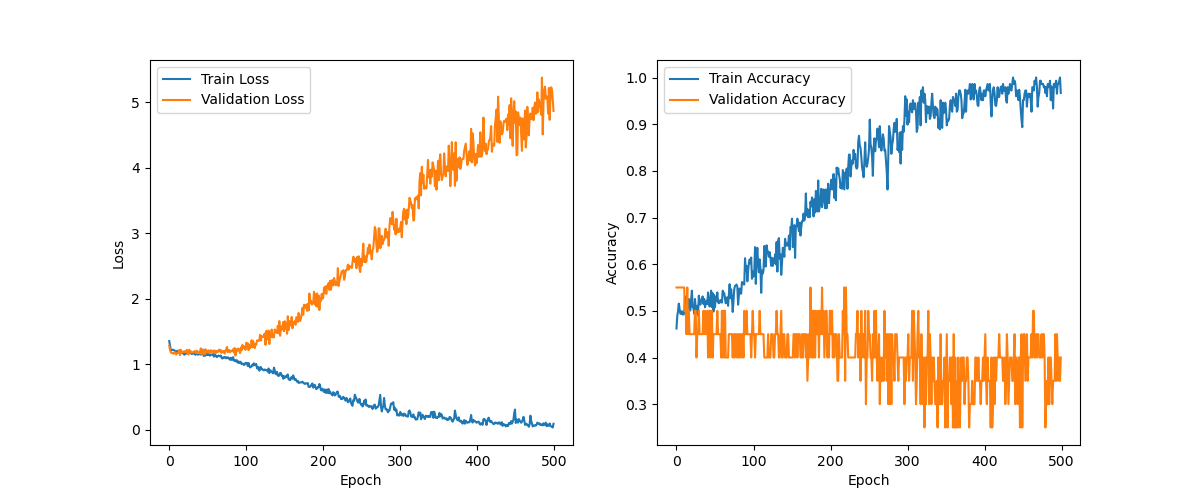 Train Loss
Validation Loss
5
4
3
2
1
0
Loss
0 100 200 300 400 500
Epoch
Train Accuracy
Validation Accuracy
1.0
0.9
0.8
0.7
0.6
0.5
0.4
0.3
Accuracy
0 100 200 300 400 500
Epoch